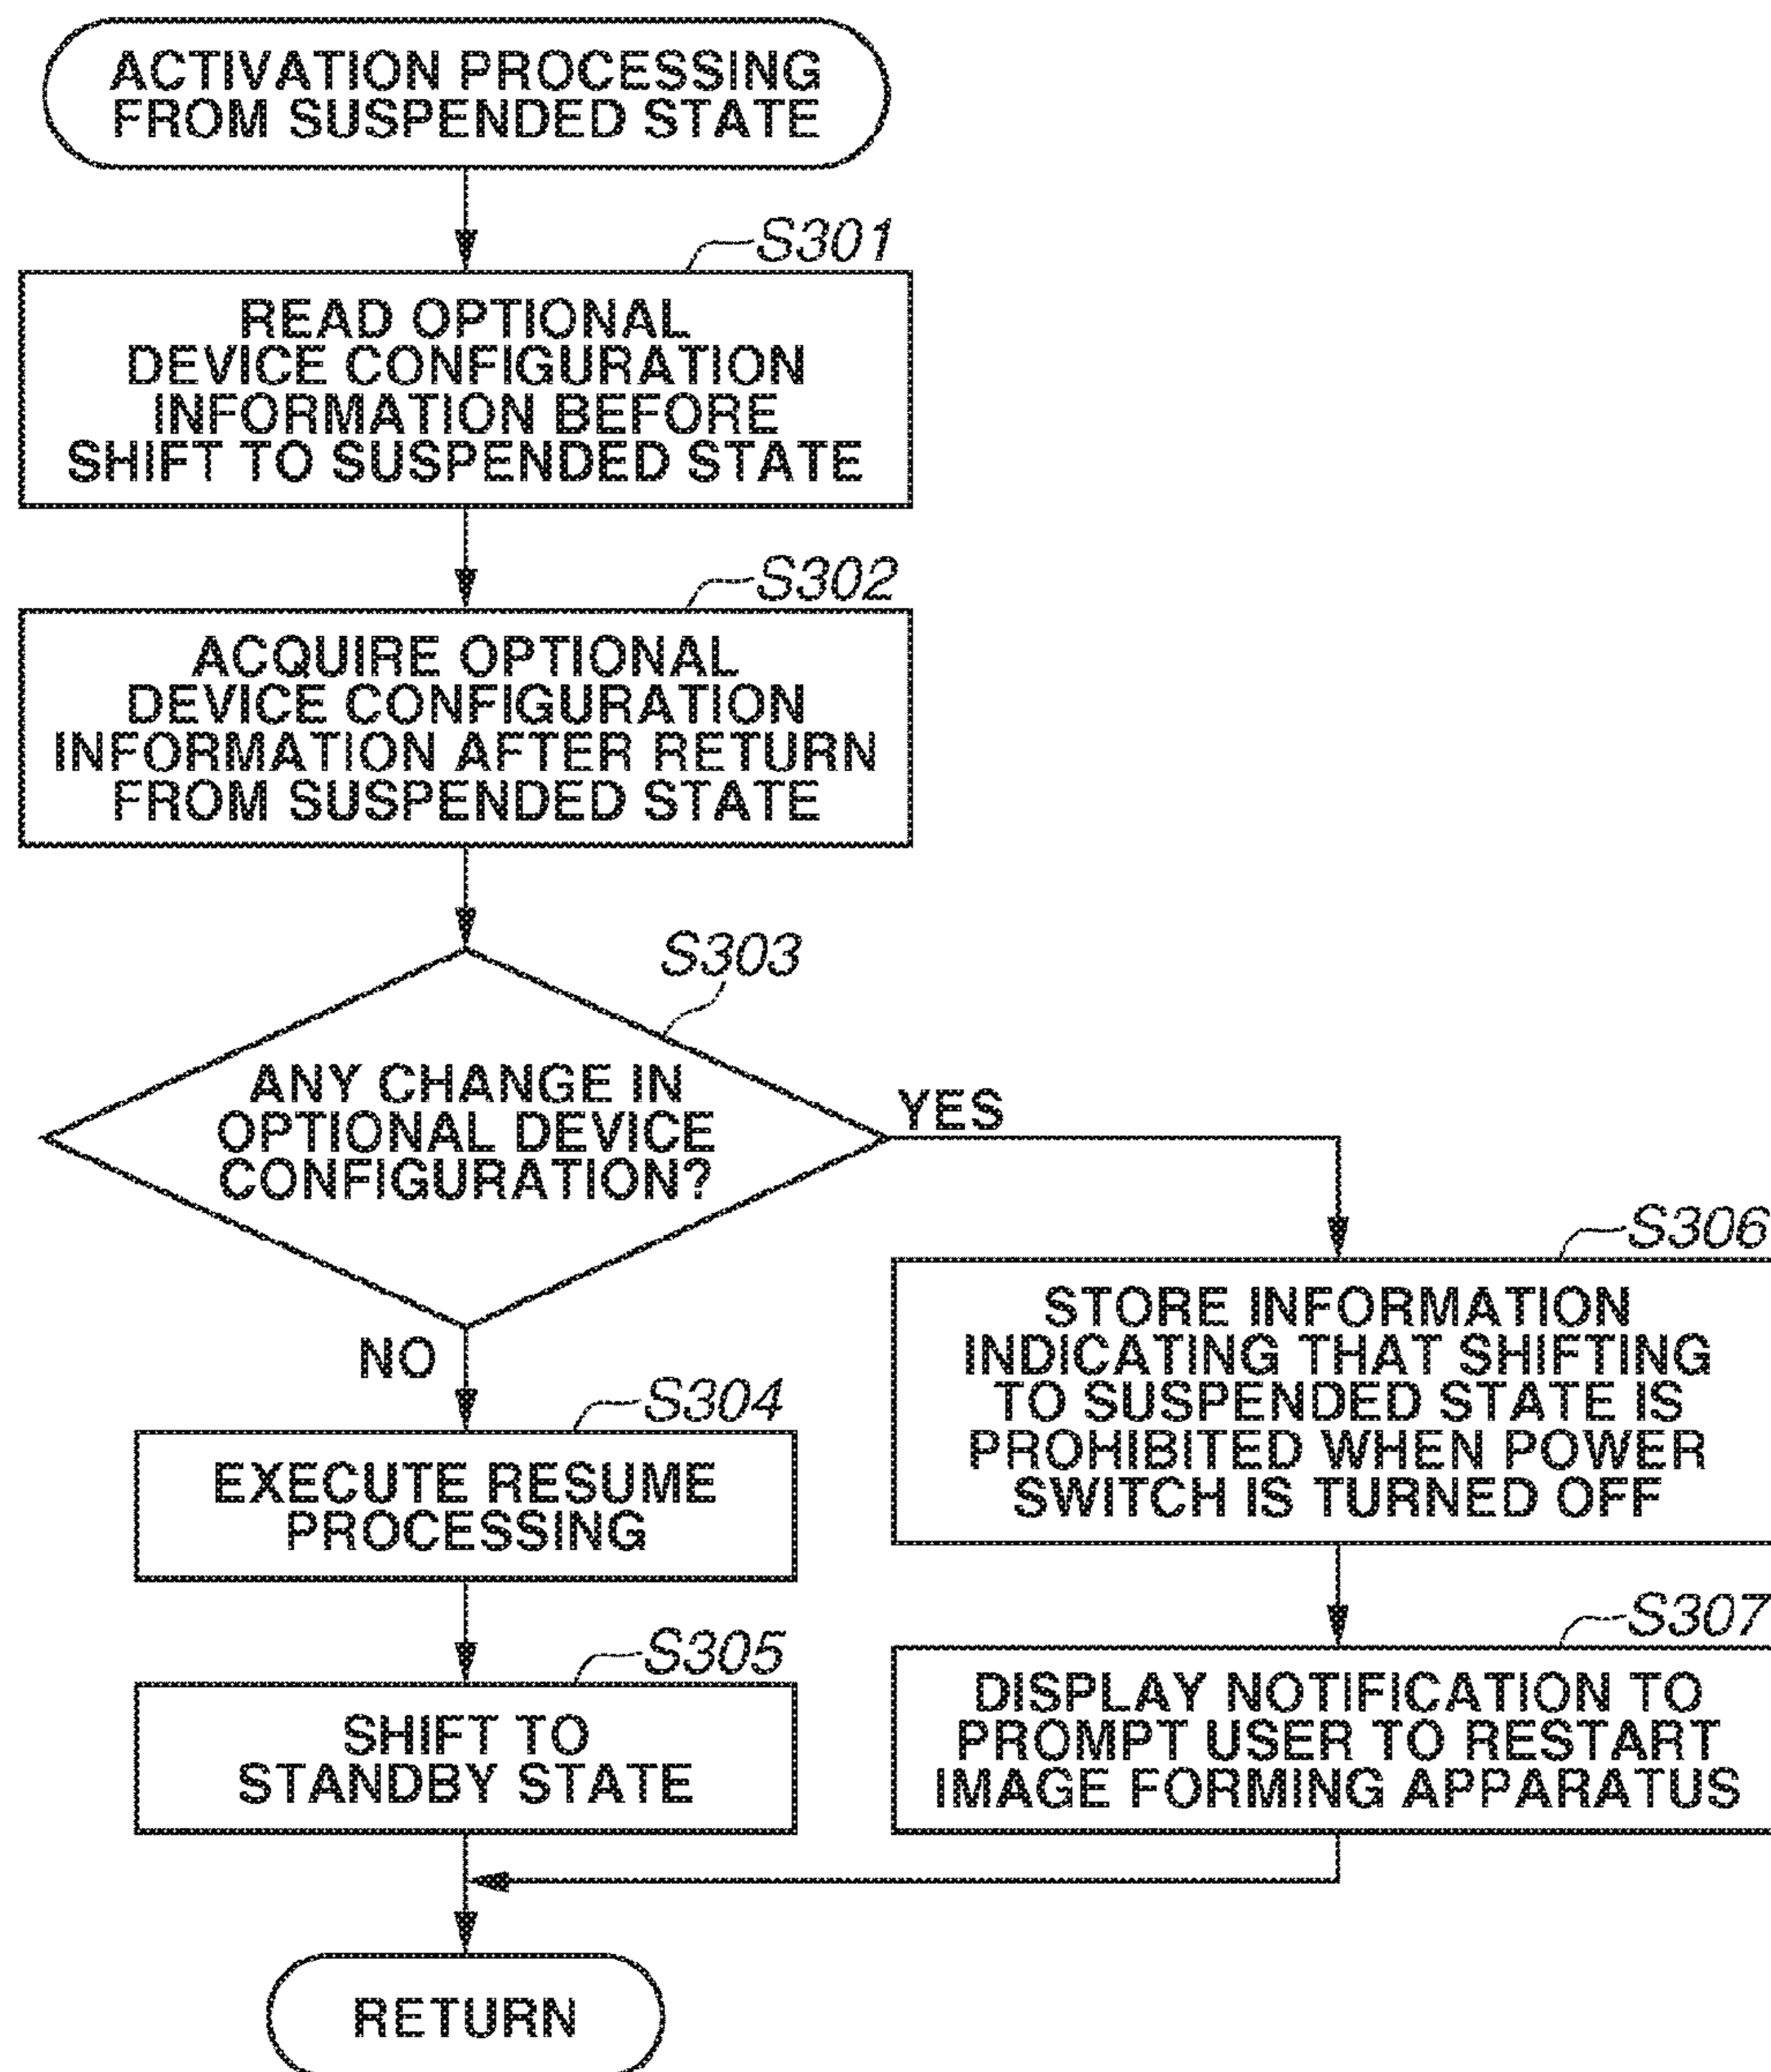 ACTIVATION PROCESSING
FROM SUSPENDED STATE
S301
READ OPTIONAL
DEVICE CONFIGURATION
INFORMATION BEFORE
SHIFT TO SUSPENDED STATE
S302
ACQUIRE OPTIONAL
DEVICE CONFIGURATION
INFORMATION AFTER RETURN
FROM SUSPENDED STATE
S303
ANY CHANGE IN
OPTIONAL DEVICE
CONFIGURATION?
YES
NO
S304
EXECUTE RESUME
PROCESSING
S305
SHIFT TO
STANDBY STATE
S306
STORE INFORMATION
INDICATING THAT SHIFTING
TO SUSPENDED STATE IS
PROHIBITED WHEN POWER
SWITCH IS TURNED OFF
S307
DISPLAY NOTIFICATION TO
PROMPT USER TO RESTART
IMAGE FORMING APPARATUS
RETURN